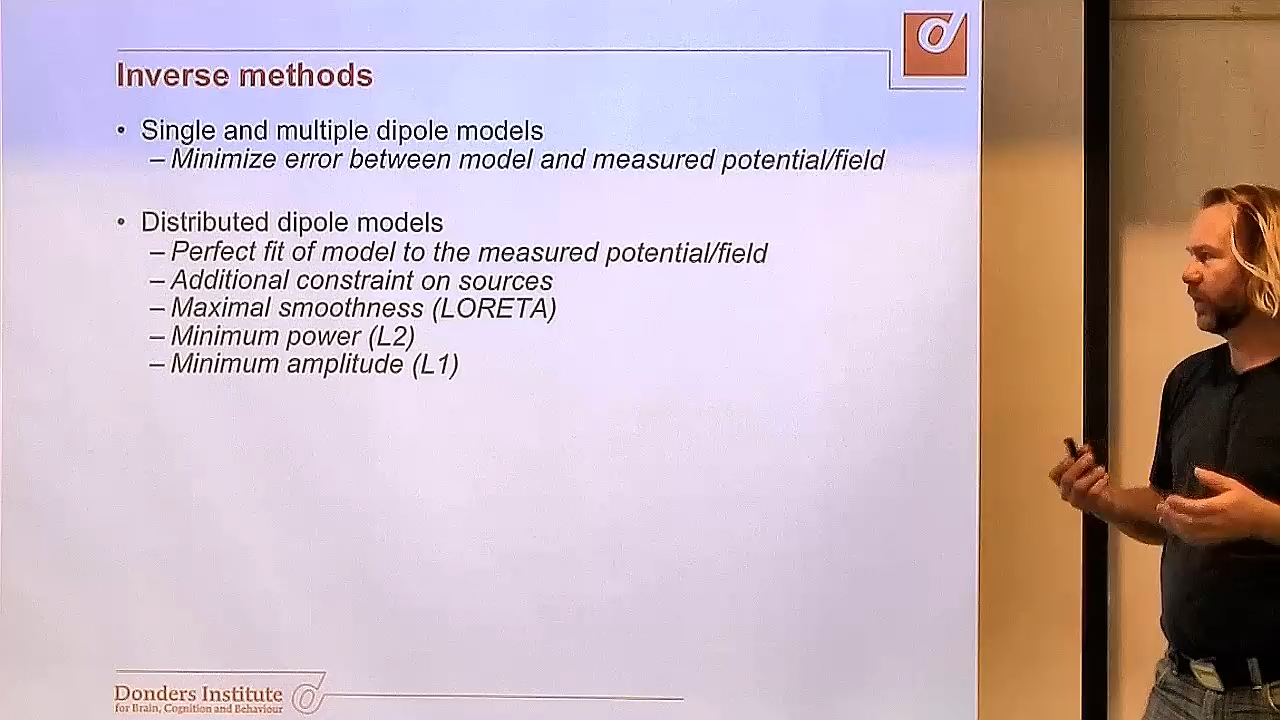 Inverse methods
• Single and multiple dipole models
– Minimize error between model and measured potential/field
• Distributed dipole models
– Perfect fit of model to the measured potential/field
– Additional constraint on sources
– Maximal smoothness (LORETA)
– Minimum power (L2)
– Minimum amplitude (L1)
Donders Institute
for Brain, Cognition and Behaviour